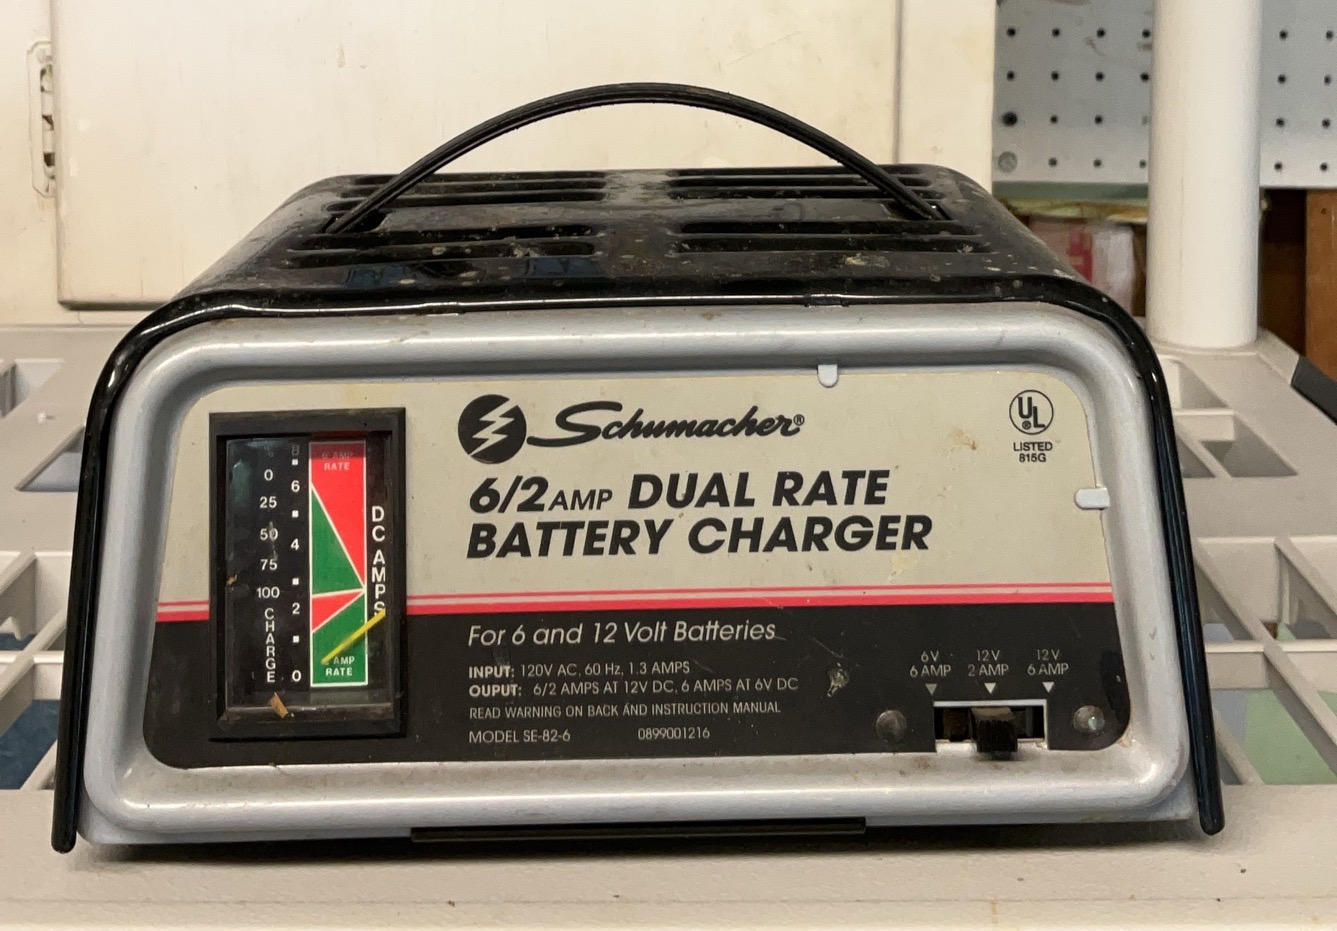 Schumacher®
6/2 AMP DUAL RATE
BATTERY CHARGER
UL
®
LISTED
815G
%
0
25
50
75
100
CHARGE
8
6
4
2
0
6 AMP
RATE
AMP
RATE
DC AMPS
For 6 and 12 Volt Batteries
INPUT: 120V AC, 60 Hz, 1.3 AMPS
OUPUT: 6/2 AMPS AT 12V DC, 6 AMPS AT 6V DC
READ WARNING ON BACK AND INSTRUCTION MANUAL
MODEL SE-82-6 0899001216
6V 12V 12V
6 AMP 2 AMP 6 AMP